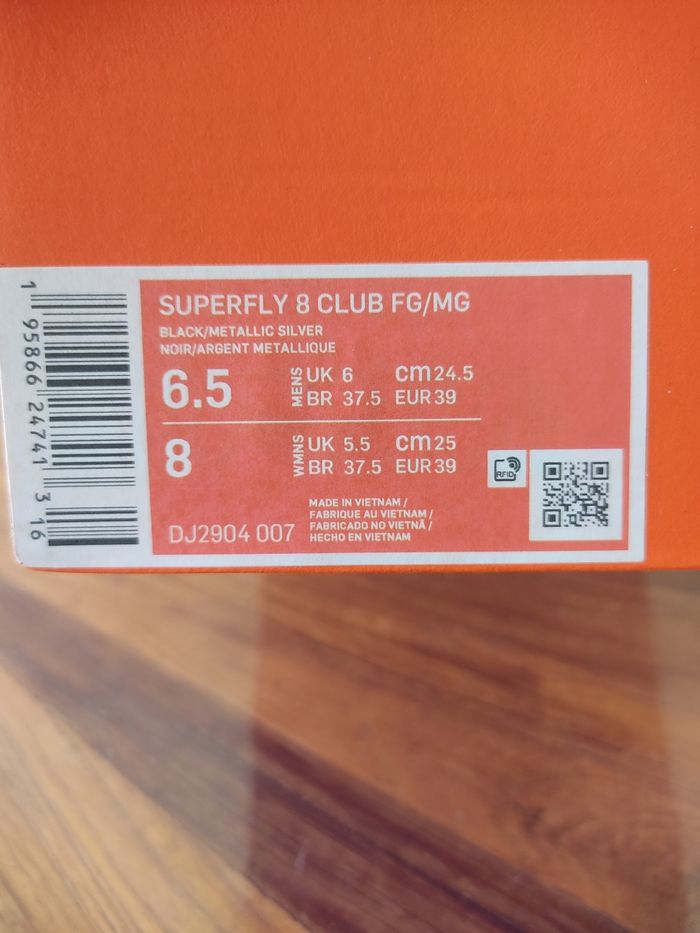 SUPERFLY 8 CLUB FG/MG
BLACK/METALLIC SILVER
NOIR/ARGENT METALLIQUE
6.5 MENS UK 6 cm 24.5
BR 37.5 EUR 39
8 WMNS UK 5.5 cm 25
BR 37.5 EUR 39
RFID
MADE IN VIETNAM /
FABRIQUE AU VIETNAM /
FABRICADO NO VIETNÃ /
HECHO EN VIETNAM
DJ2904 007
1 95866 24741 3 16